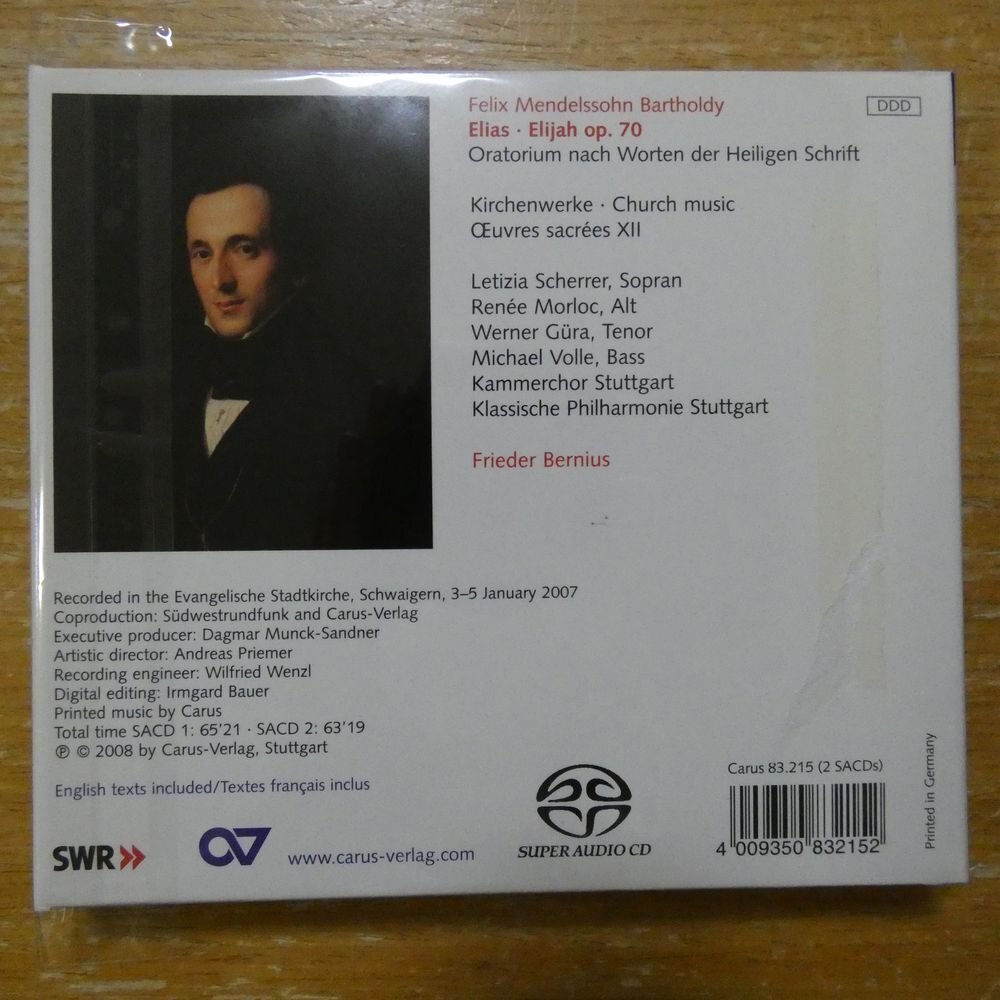 Felix Mendelssohn Bartholdy
DDD
Elias · Elijah op. 70
Oratorium nach Worten der Heiligen Schrift
Kirchenwerke · Church music
Œuvres sacrées XII
Letizia Scherrer, Sopran
Renée Morloc, Alt
Werner Güra, Tenor
Michael Volle, Bass
Kammerchor Stuttgart
Klassische Philharmonie Stuttgart
Frieder Bernius
Recorded in the Evangelische Stadtkirche, Schwaigern, 3–5 January 2007
Coproduction: Südwestrundfunk and Carus-Verlag
Executive producer: Dagmar Munck-Sandner
Artistic director: Andreas Priemer
Recording engineer: Wilfried Wenzl
Digital editing: Irmgard Bauer
Printed music by Carus
Total time SACD 1: 65'21 · SACD 2: 63'19
℗ © 2008 by Carus-Verlag, Stuttgart
English texts included/Textes français inclus
SWR
www.carus-verlag.com
SUPER AUDIO CD
Carus 83.215 (2 SACDs)
4 009350 832152
Printed in Germany